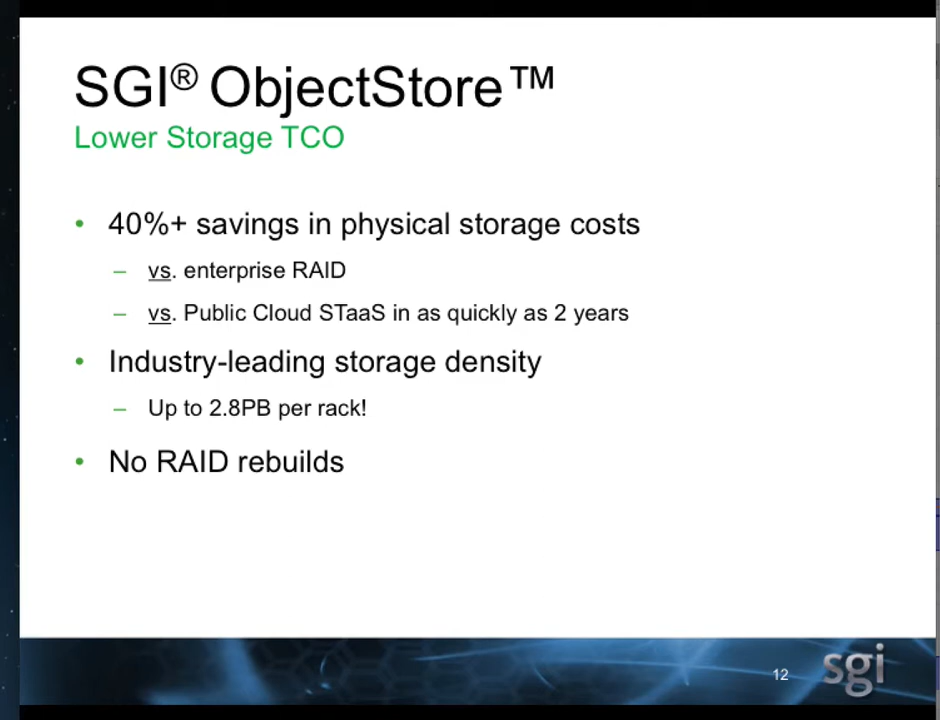 SGI® ObjectStore™
Lower Storage TCO
• 40%+ savings in physical storage costs
– vs. enterprise RAID
– vs. Public Cloud STaaS in as quickly as 2 years
• Industry-leading storage density
– Up to 2.8PB per rack!
• No RAID rebuilds
12
sgi